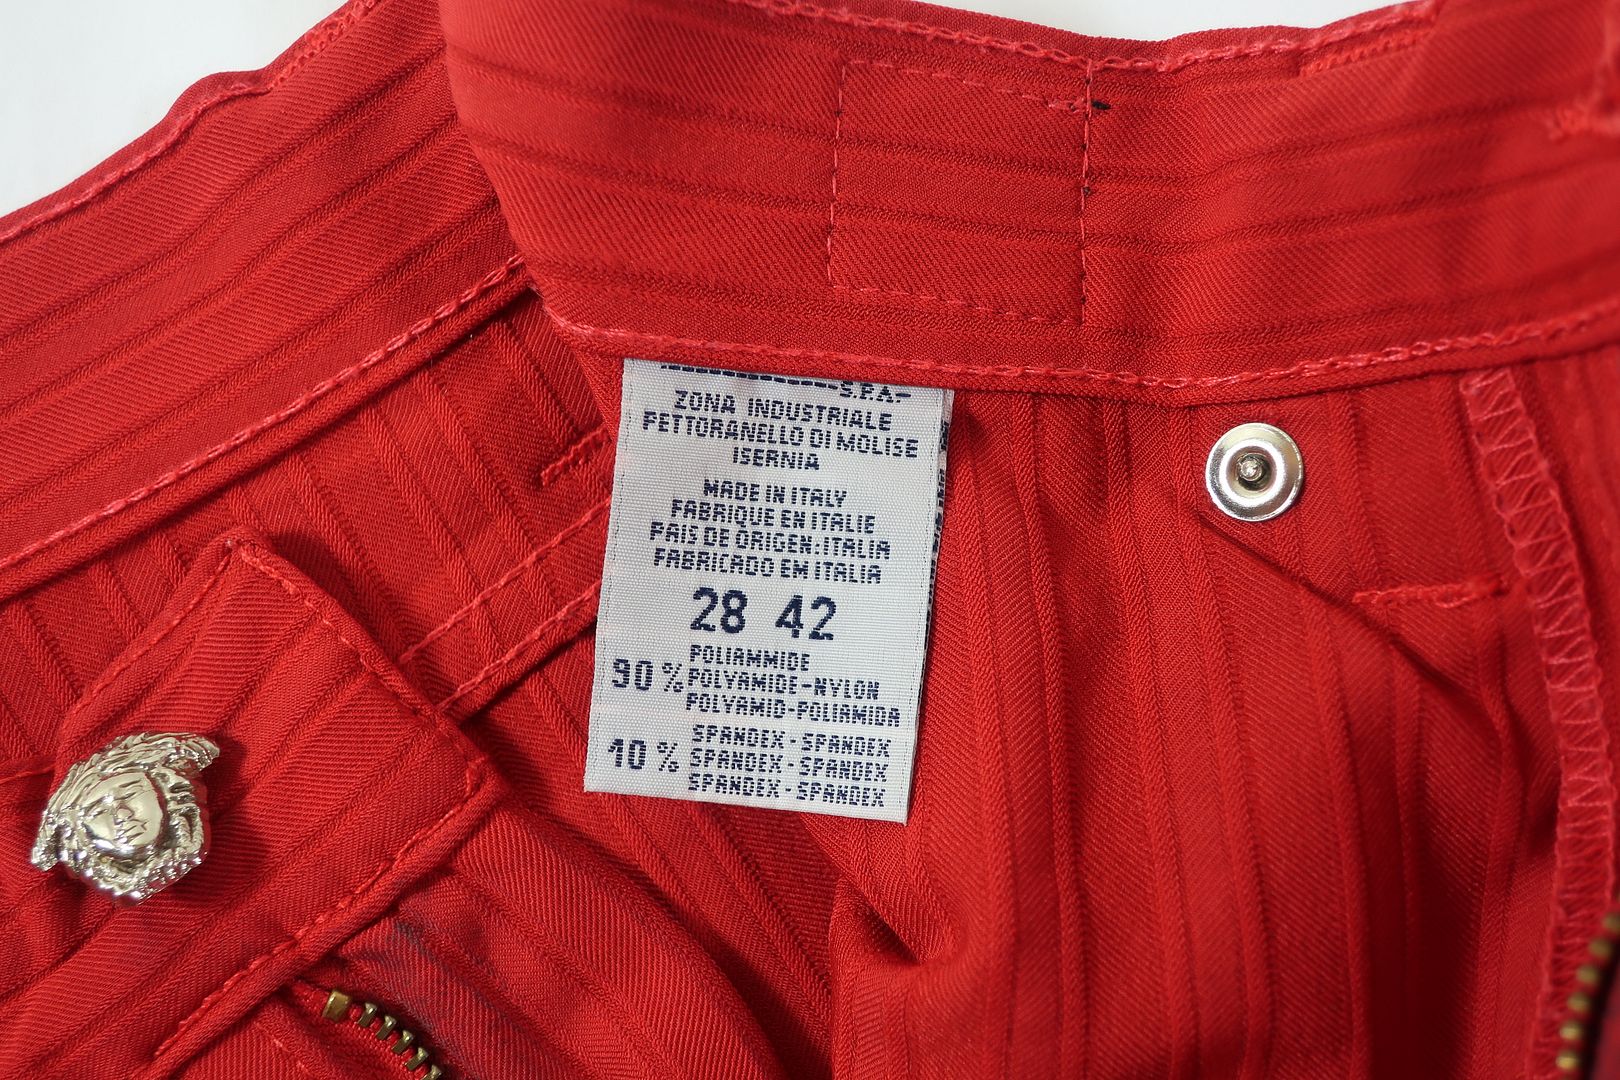 S.P.A.-
ZONA INDUSTRIALE
PETTORANELLO DI MOLISE
ISERNIA
MADE IN ITALY
FABRIQUE EN ITALIE
PAIS DE ORIGEN: ITALIA
FABRICADO EM ITALIA
28 42
POLIAMMIDE
90% POLYAMIDE-NYLON
POLYAMID-POLIAMIDA
SPANDEX-SPANDEX
10% SPANDEX-SPANDEX
SPANDEX-SPANDEX